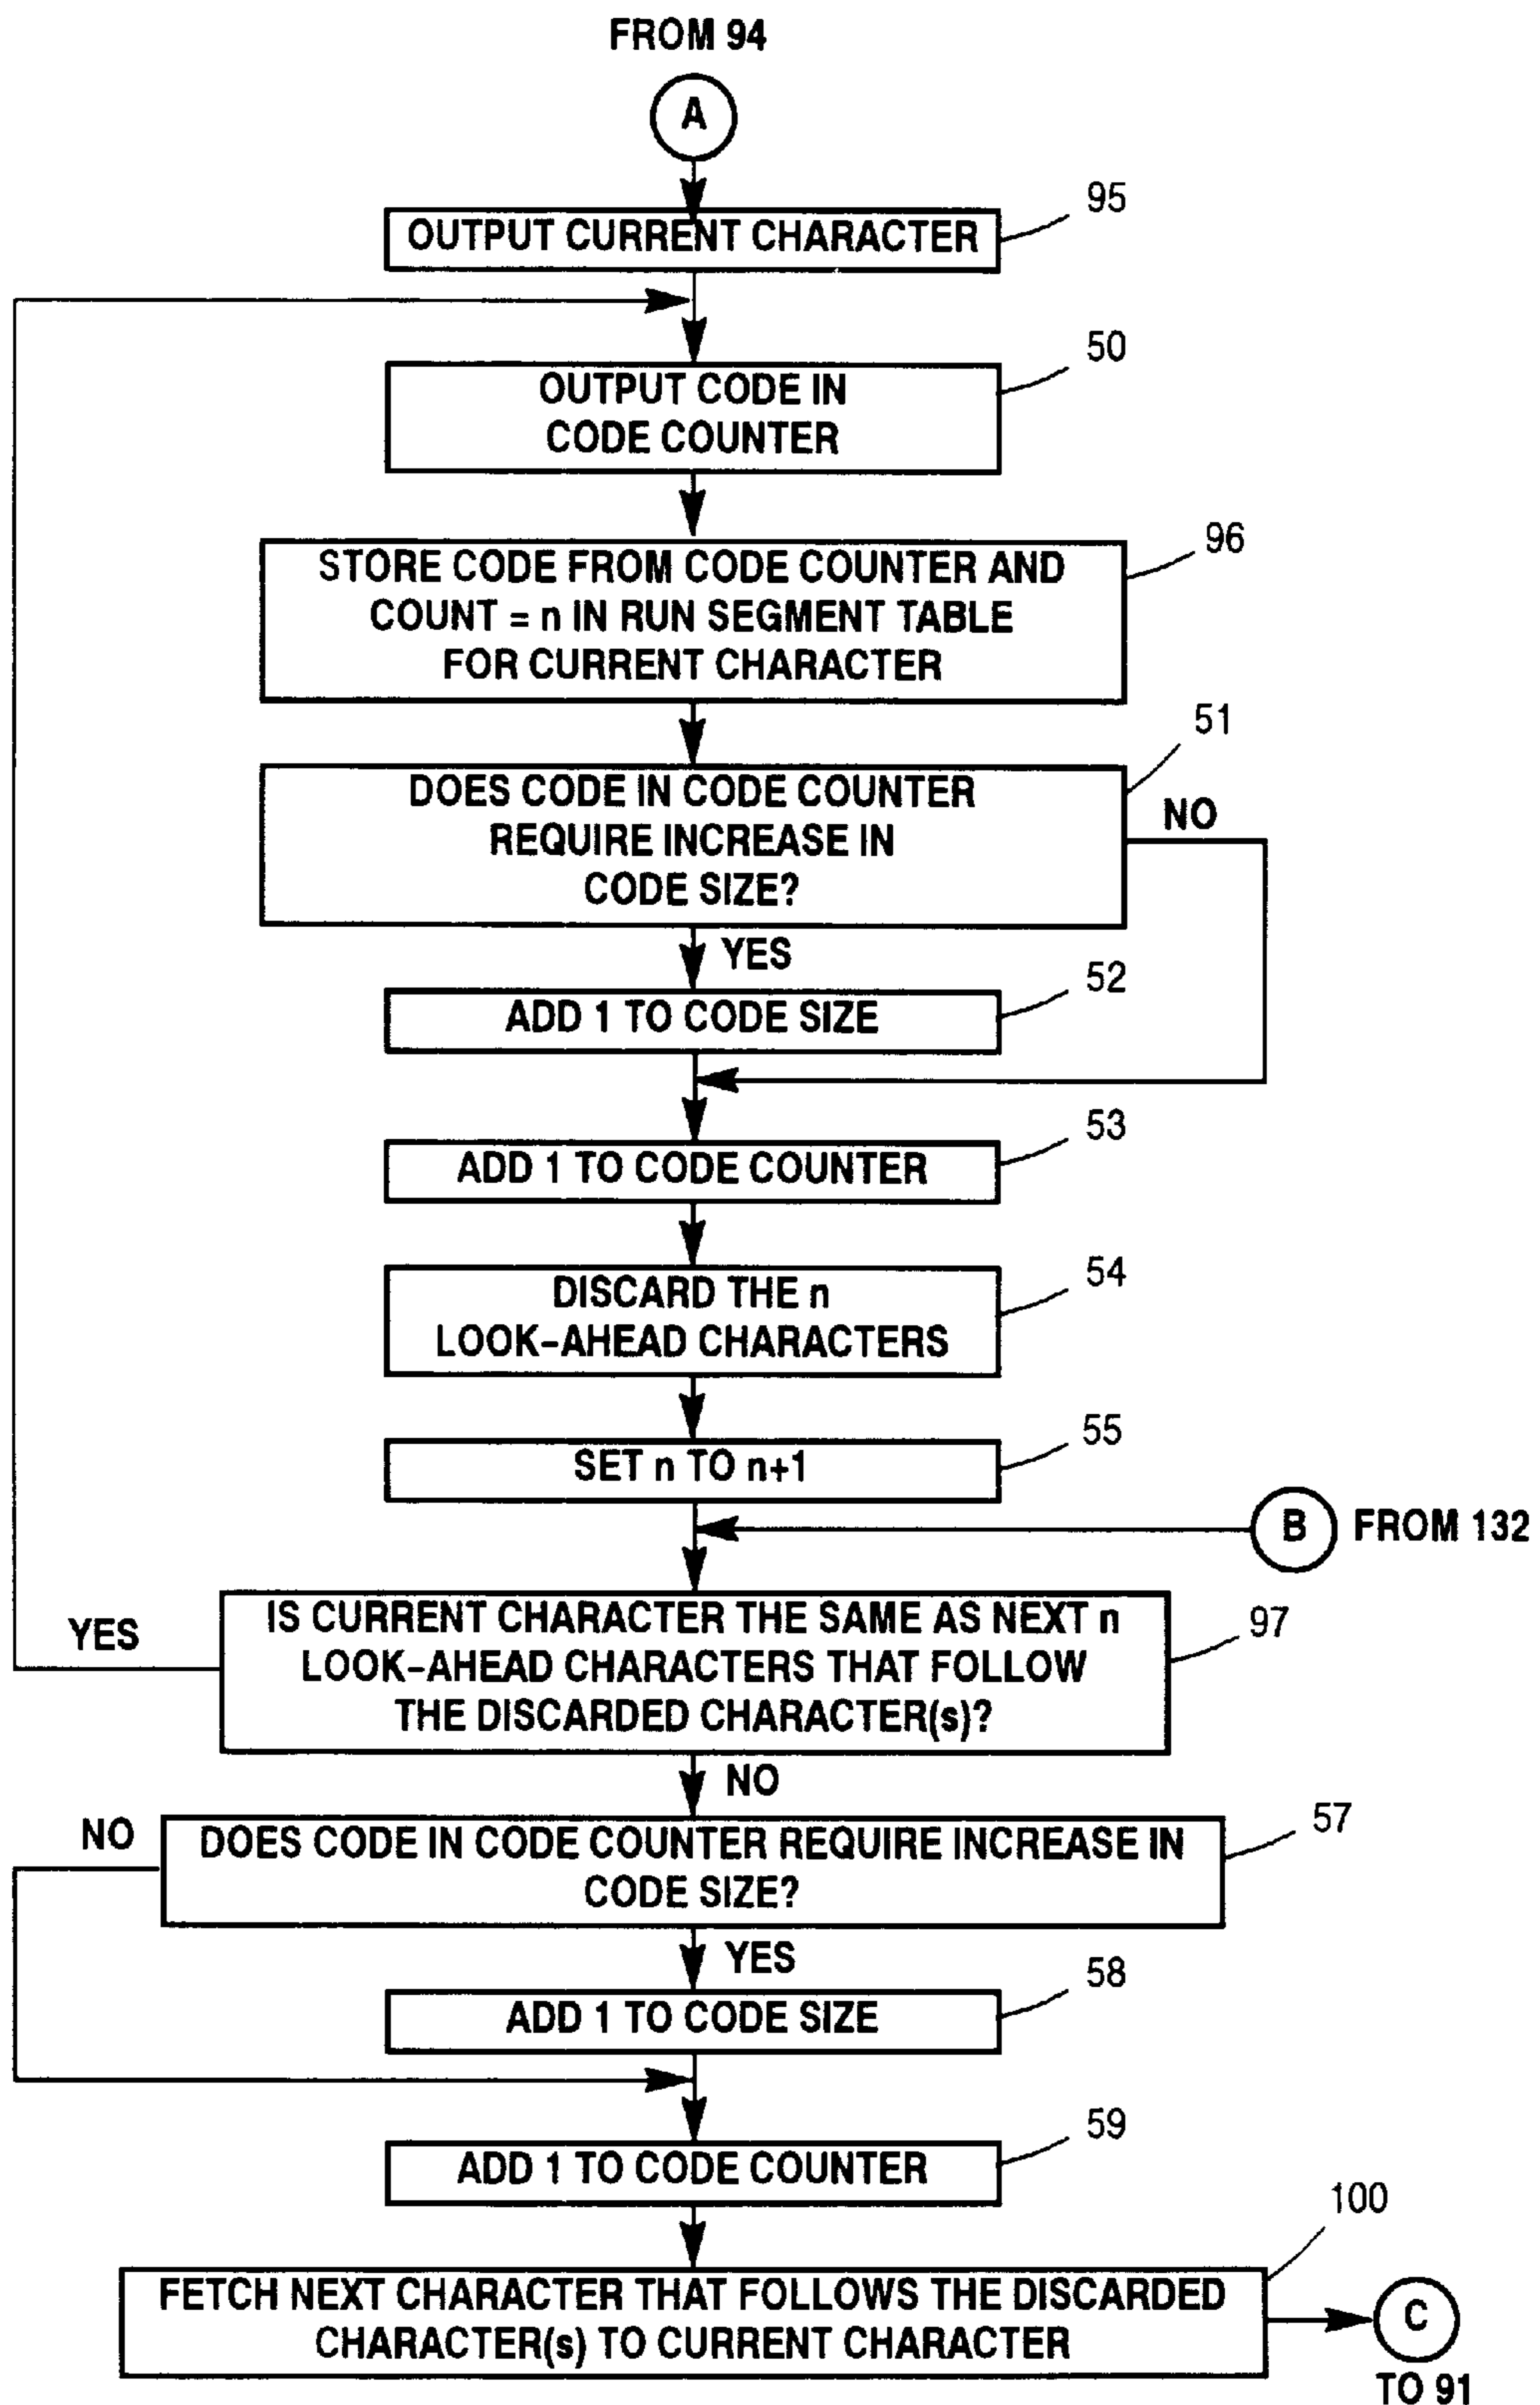 FROM 94
A
95
OUTPUT CURRENT CHARACTER
50
OUTPUT CODE IN
CODE COUNTER
96
STORE CODE FROM CODE COUNTER AND
COUNT = n IN RUN SEGMENT TABLE
FOR CURRENT CHARACTER
51
DOES CODE IN CODE COUNTER
REQUIRE INCREASE IN
CODE SIZE?
NO
YES
52
ADD 1 TO CODE SIZE
53
ADD 1 TO CODE COUNTER
54
DISCARD THE n
LOOK-AHEAD CHARACTERS
55
SET n TO n+1
B FROM 132
YES
IS CURRENT CHARACTER THE SAME AS NEXT n
LOOK-AHEAD CHARACTERS THAT FOLLOW
THE DISCARDED CHARACTER(s)?
97
NO
NO
57
DOES CODE IN CODE COUNTER REQUIRE INCREASE IN
CODE SIZE?
YES
58
ADD 1 TO CODE SIZE
59
ADD 1 TO CODE COUNTER
100
FETCH NEXT CHARACTER THAT FOLLOWS THE DISCARDED
CHARACTER(s) TO CURRENT CHARACTER
C
TO 91